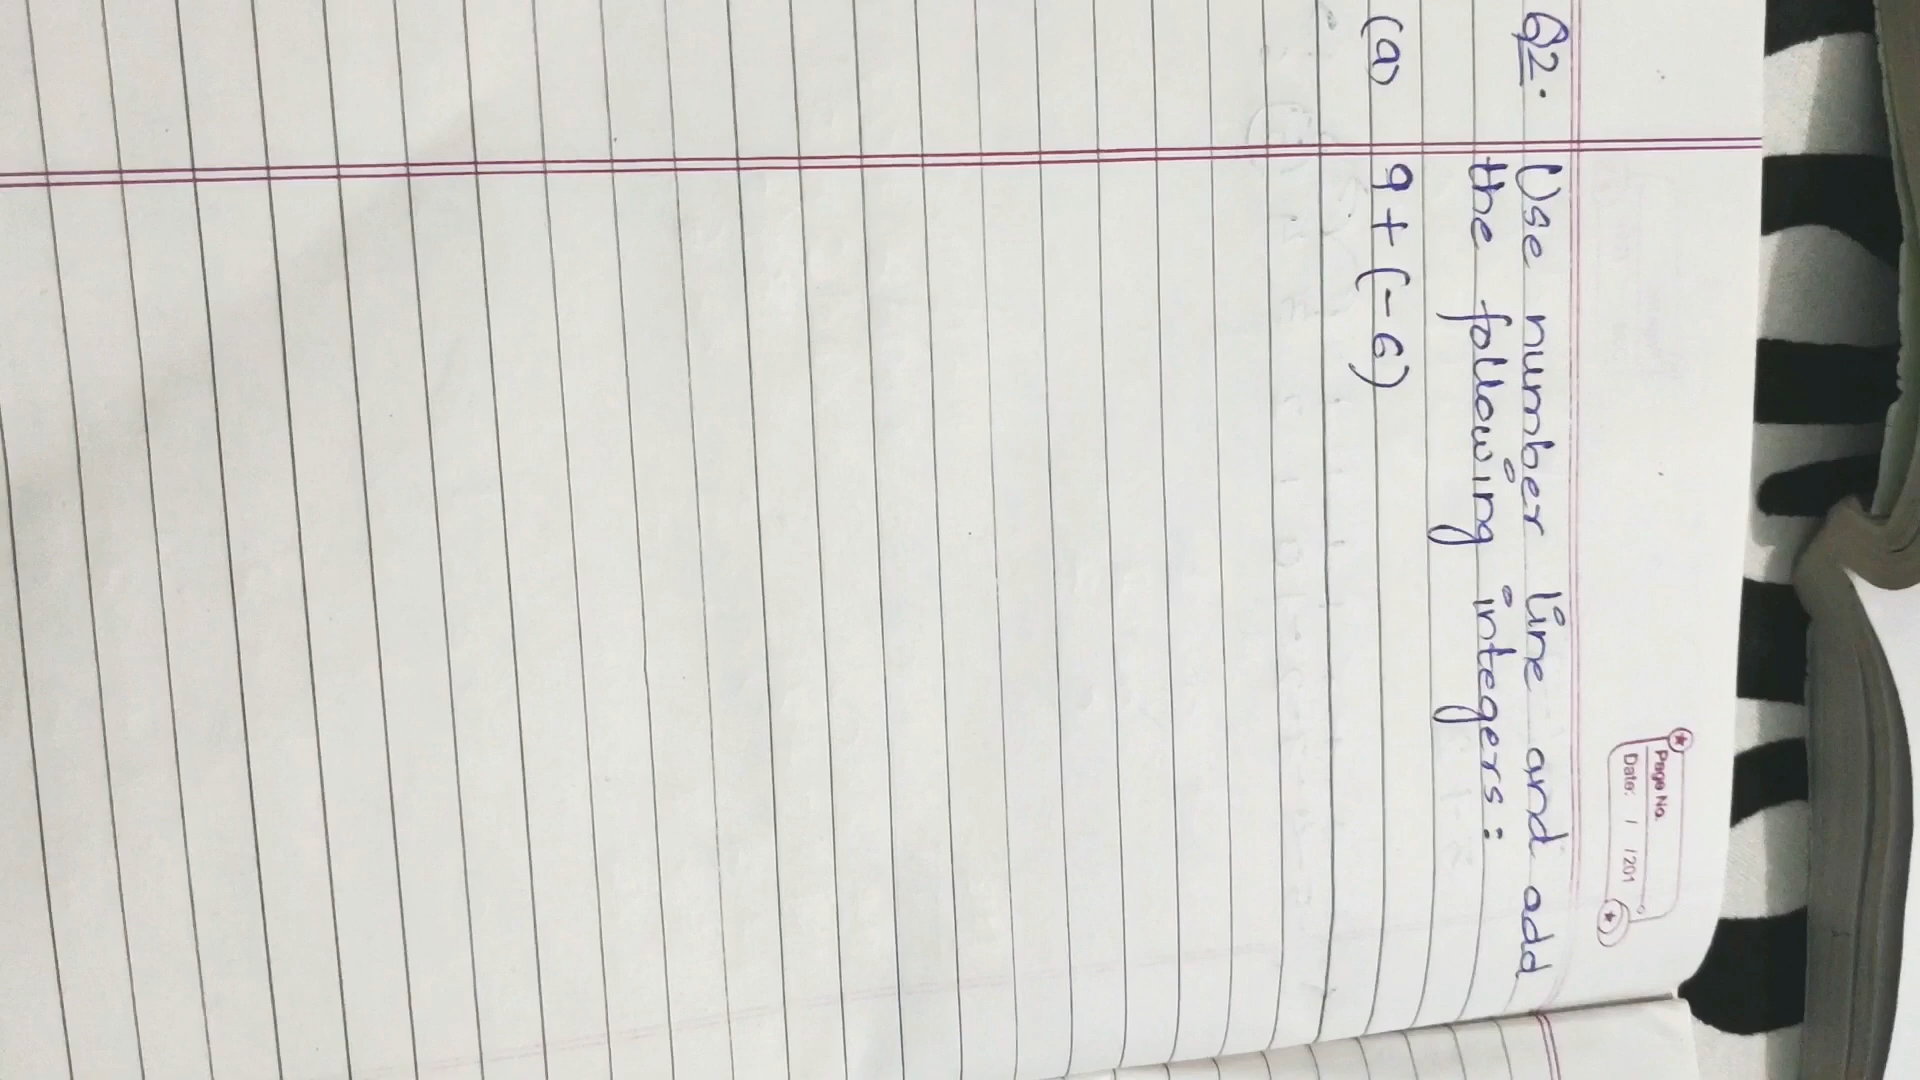 Page No.
Date: / /201
Q2. Use number line and add
the following integers:
(a) 9 + (-6)